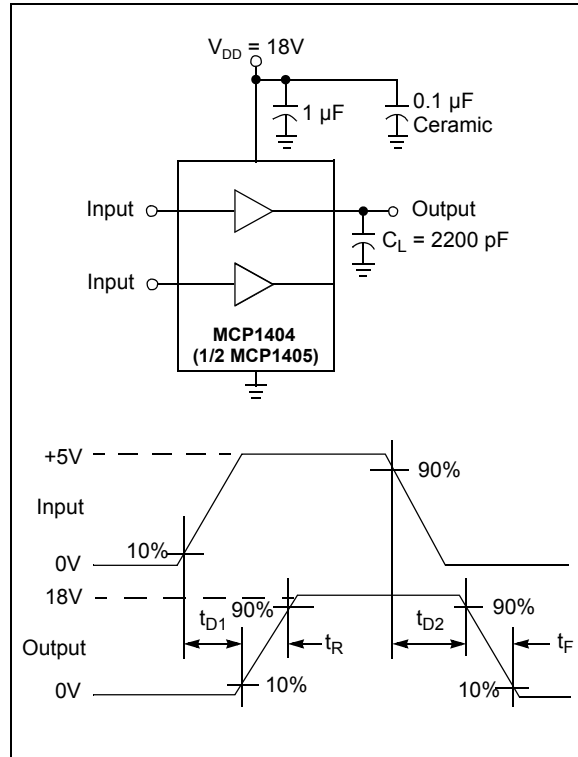 V_DD = 18V
1 µF
0.1 µF
Ceramic
Input
Output
C_L = 2200 pF
Input
MCP1404
(1/2 MCP1405)
+5V
90%
Input
10%
0V
18V
90%
t_D1
t_R
t_D2
90%
t_F
Output
0V
10%
10%